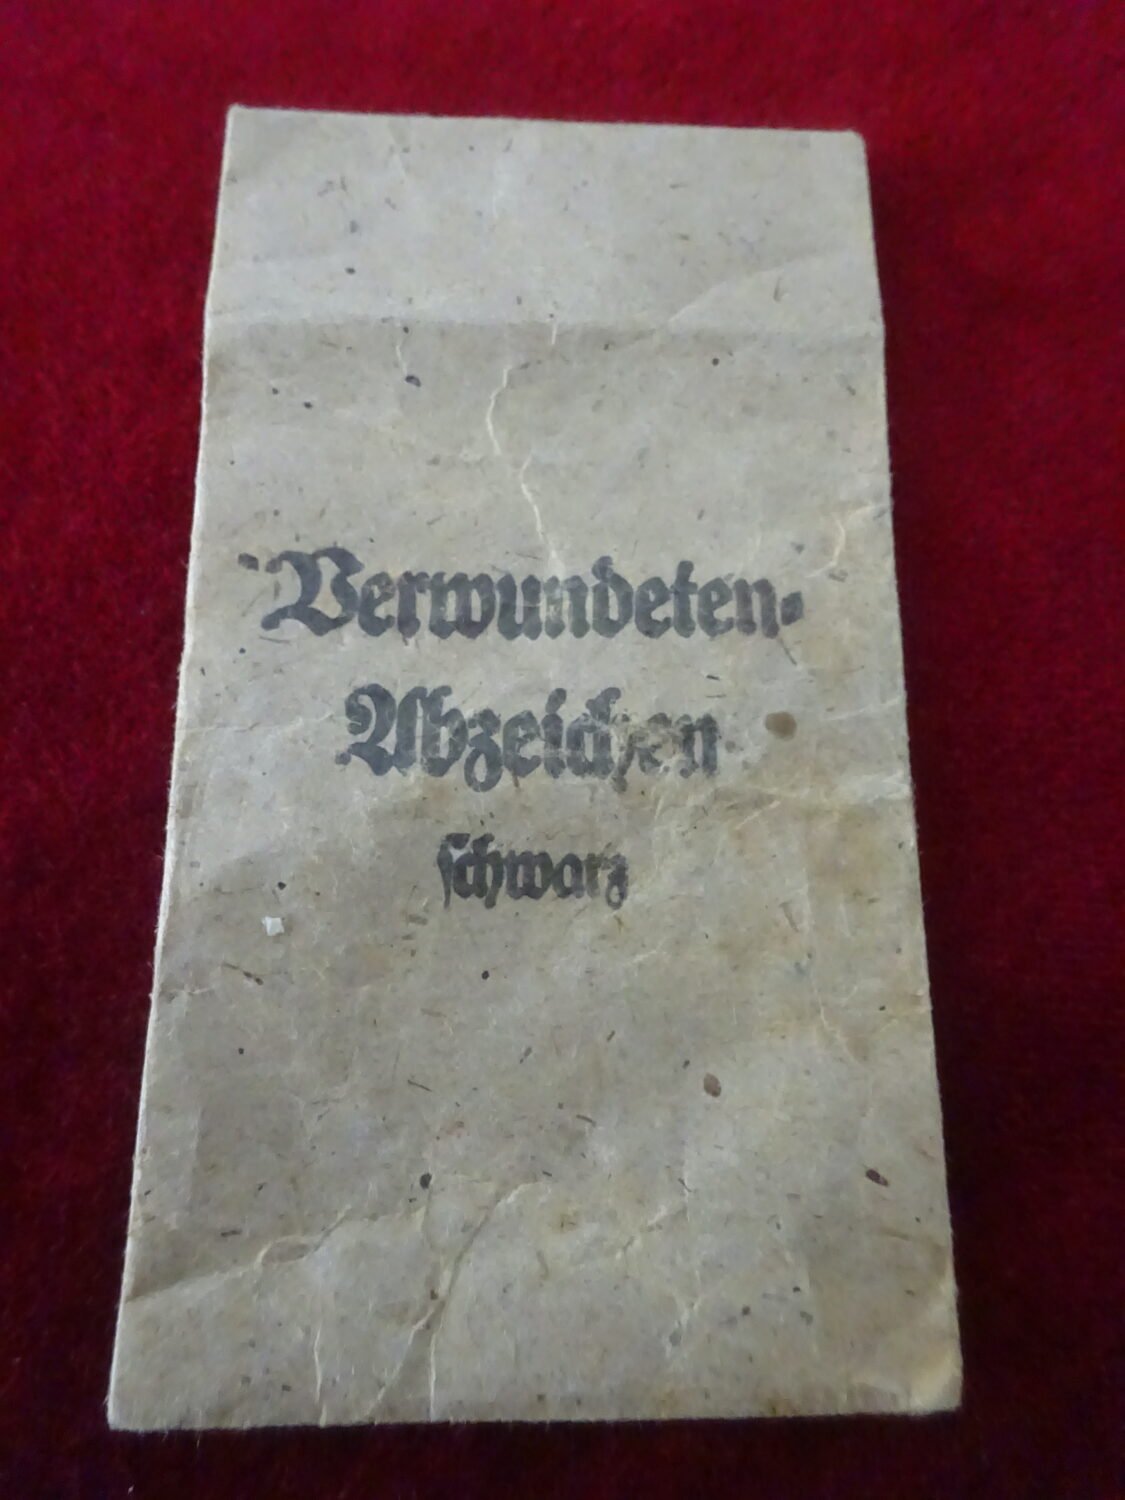 Verwundeten-
Abzeichen
schwarz